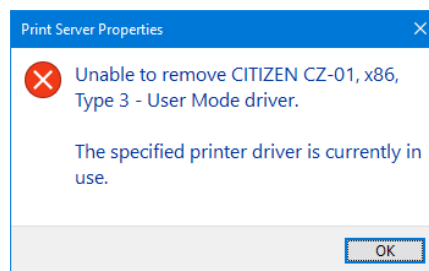 Print Server Properties
Unable to remove CITIZEN CZ-01, x86,
Type 3 - User Mode driver.
The specified printer driver is currently in
use.
OK